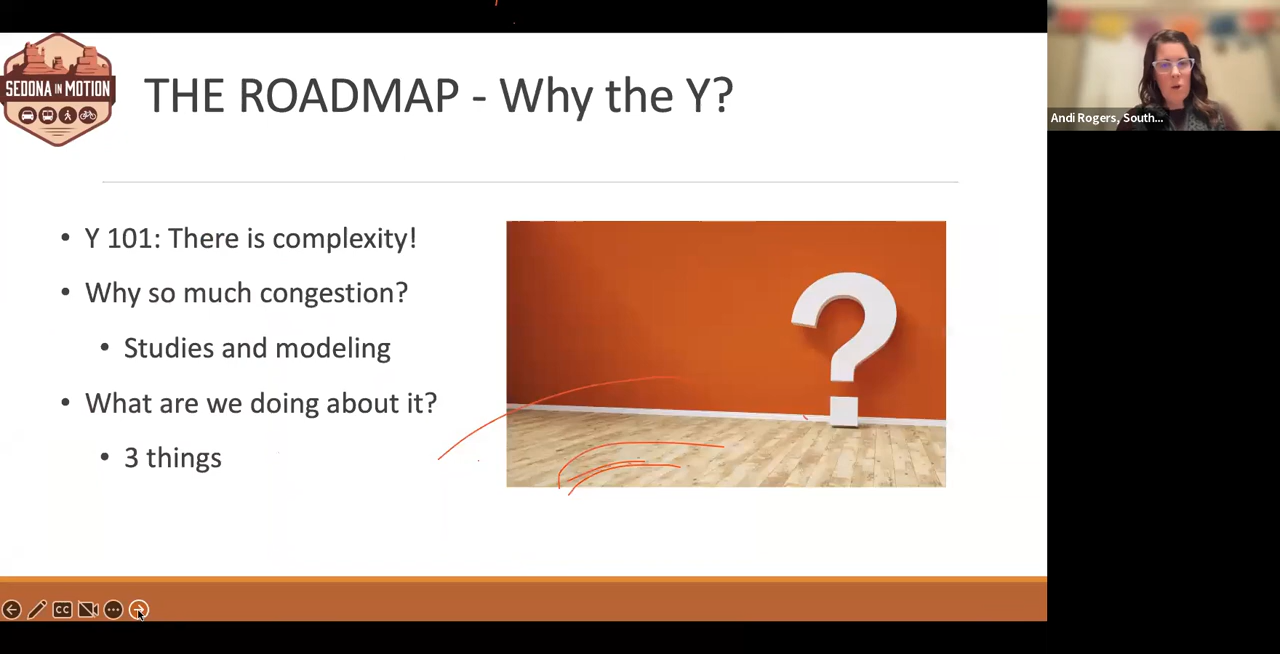 SEDONA IN MOTION
THE ROADMAP - Why the Y?
Andi Rogers, South...
• Y 101: There is complexity!
• Why so much congestion?
• Studies and modeling
• What are we doing about it?
• 3 things
CC